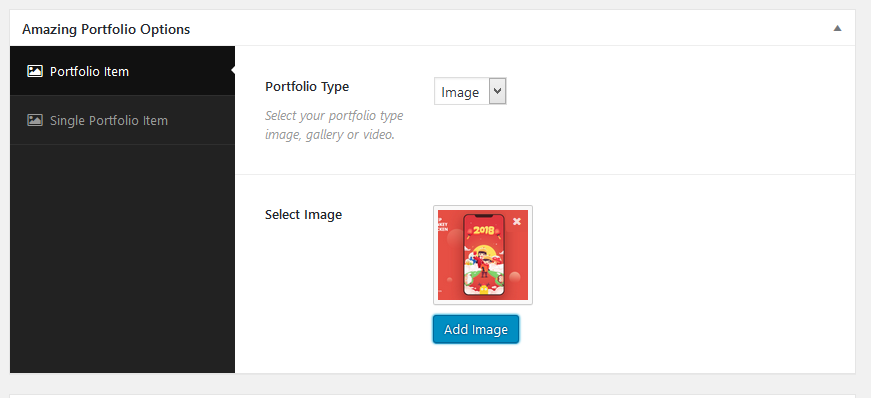 Amazing Portfolio Options
Portfolio Item
Single Portfolio Item
Portfolio Type
Image
Select your portfolio type
image, gallery or video.
Select Image
2018
Add Image